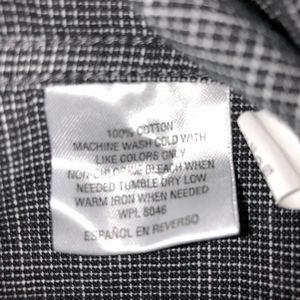 100% COTTON
MACHINE WASH COLD WITH
LIKE COLORS ONLY
NON-CHLORINE BLEACH WHEN
NEEDED TUMBLE DRY LOW
WARM IRON WHEN NEEDED
WPL 8046
ESPAÑOL EN REVERSO